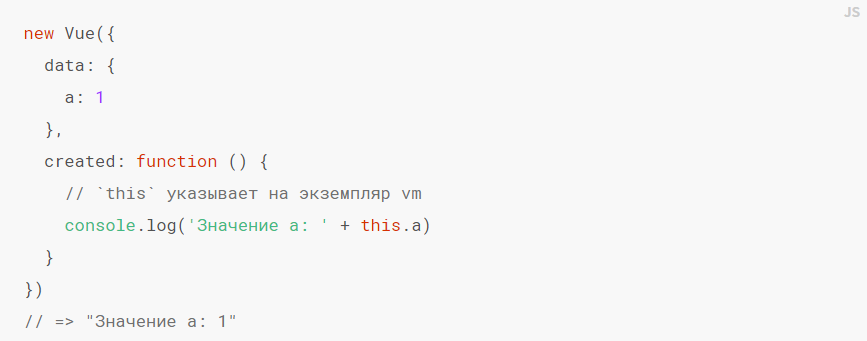 JS
new Vue({
  data: {
    a: 1
  },
  created: function () {
    // `this` указывает на экземпляр vm
    console.log('Значение a: ' + this.a)
  }
})
// => "Значение a: 1"